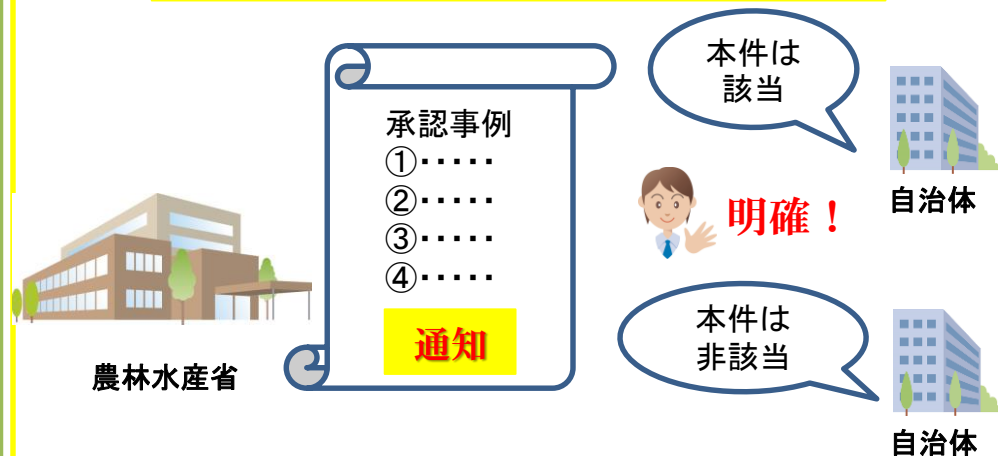 承認事例
①・・・・・
②・・・・・
③・・・・・
④・・・・・
通知
農林水産省
本件は
該当
自治体
明確！
本件は
非該当
自治体